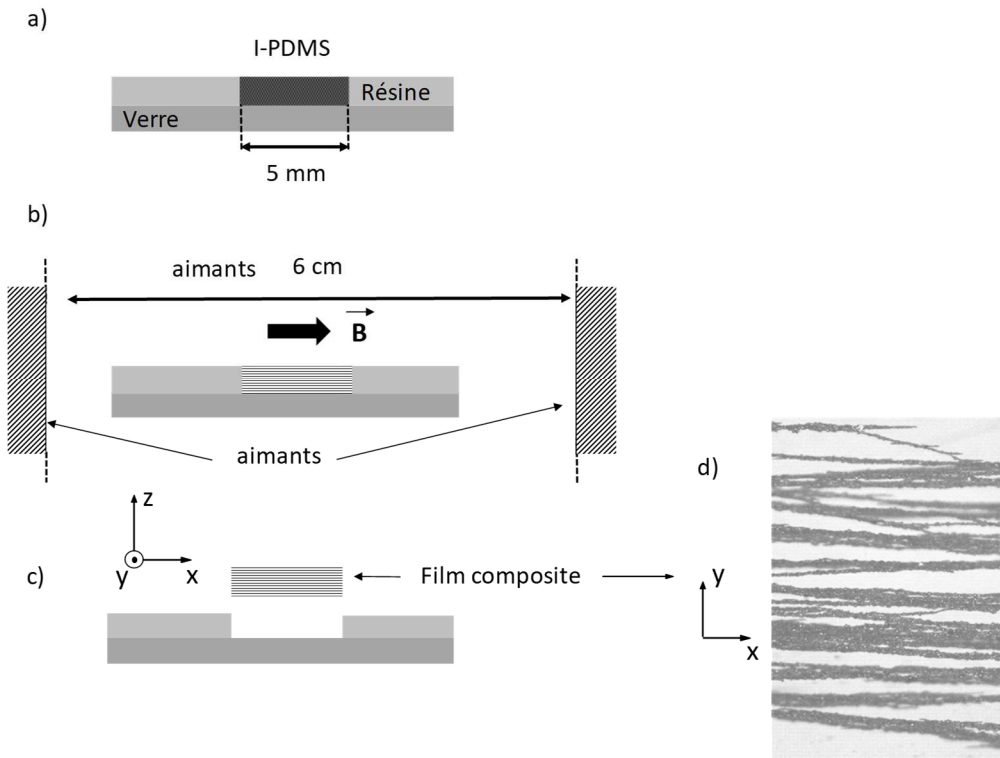 a)
I-PDMS
Résine
Verre
5 mm
b)
aimants 6 cm
B
aimants
d)
z
y x
c)
Film composite
y
x